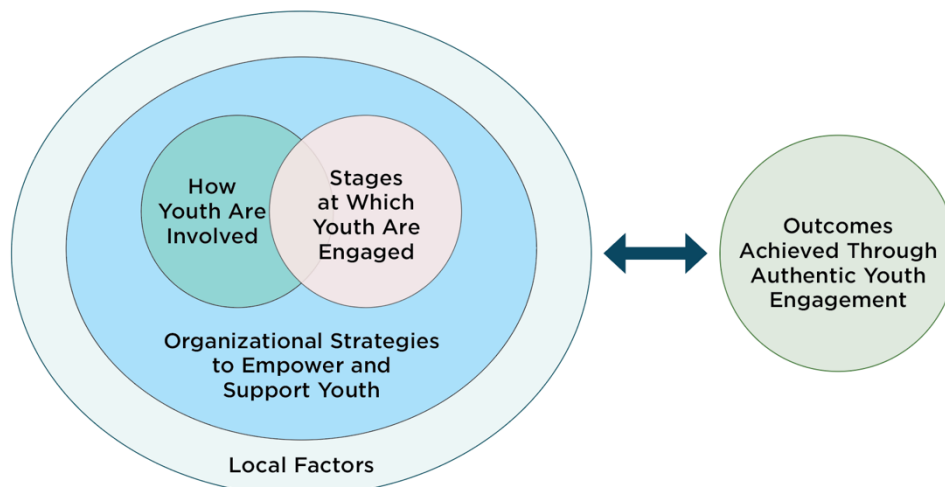 How
Youth Are
Involved
Stages
at Which
Youth Are
Engaged
Organizational Strategies
to Empower and
Support Youth
Local Factors
Outcomes
Achieved Through
Authentic Youth
Engagement